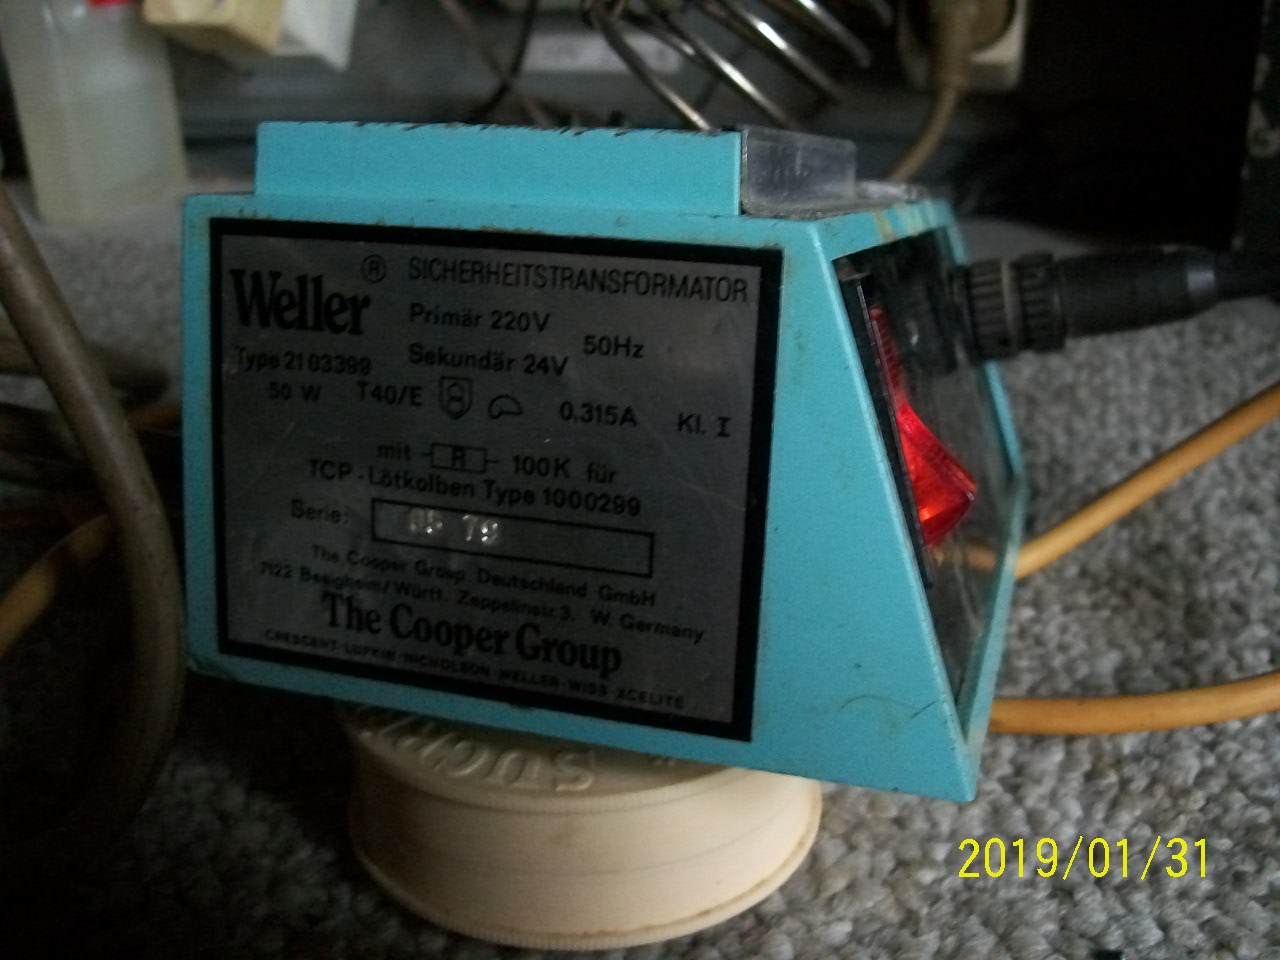 Weller ® SICHERHEITSTRANSFORMATOR
Primär 220V
50Hz
Type 2103399 Sekundär 24V
50 W T40/E 0,315A Kl. I
mit R 100K für
TCP-Lötkolben Type 1000299
Serie: 79
The Cooper Group Deutschland GmbH
7122 Besigheim/Württ. Zeppelinstr.3. W. Germany
The Cooper Group
CRESCENT·LUFKIN·NICHOLSON·WELLER·WISS·XCELITE
2019/01/31